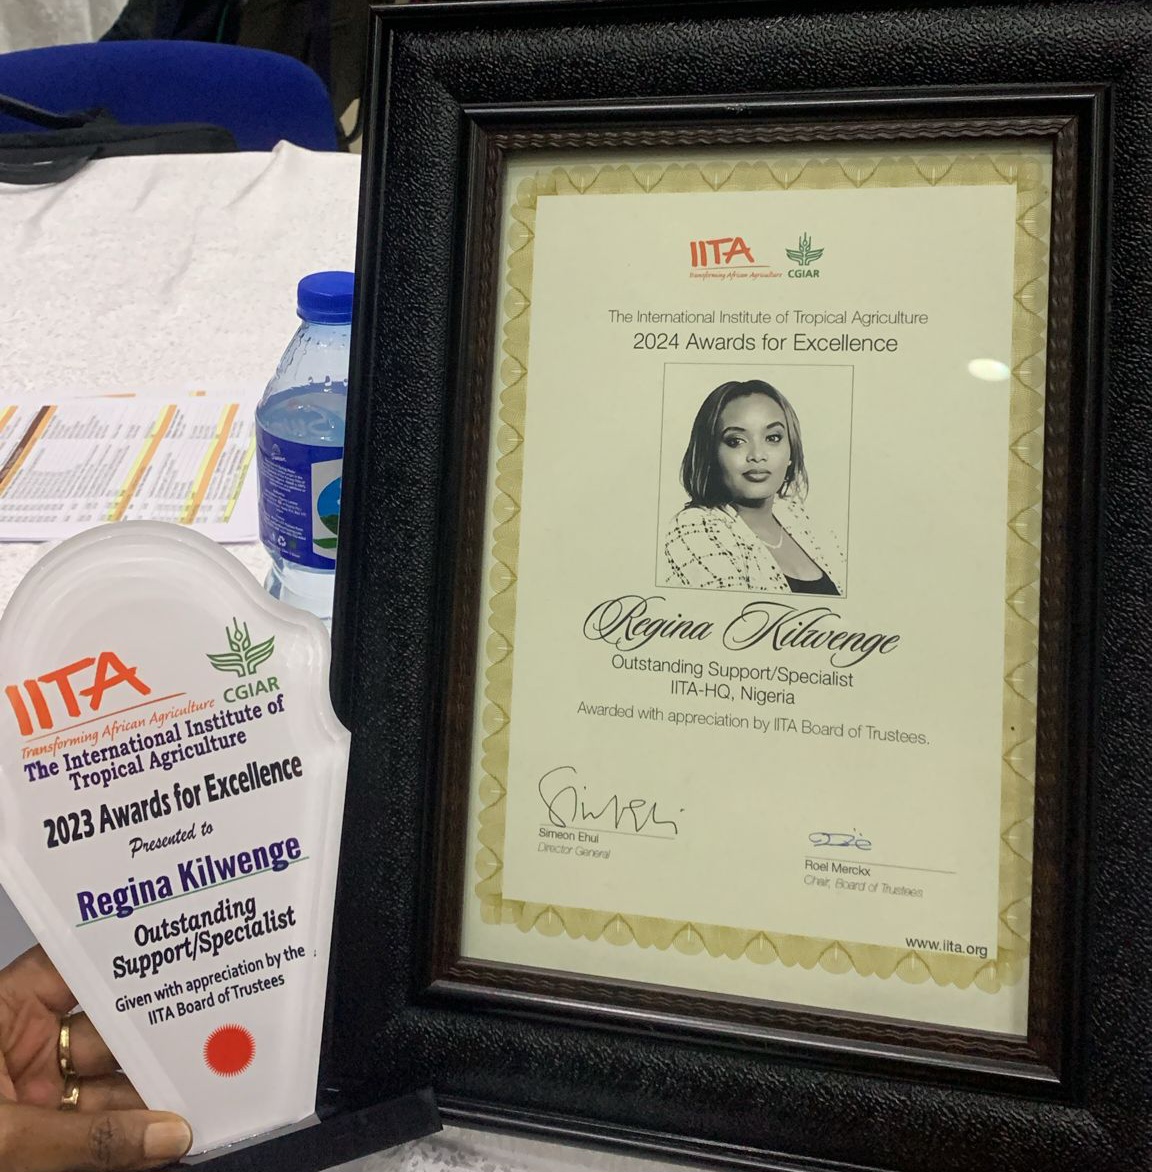 IITA
Transforming African Agriculture
CGIAR
The International Institute of Tropical Agriculture
2024 Awards for Excellence
Regina Kilwenge
Outstanding Support/Specialist
IITA-HQ, Nigeria
Awarded with appreciation by IITA Board of Trustees.
Simeon Ehui
Director General
Roel Merckx
Chair, Board of Trustees
www.iita.org
IITA
Transforming African Agriculture
CGIAR
The International Institute of
Tropical Agriculture
2023 Awards for Excellence
Presented to
Regina Kilwenge
Outstanding
Support/Specialist
Given with appreciation by the
IITA Board of Trustees